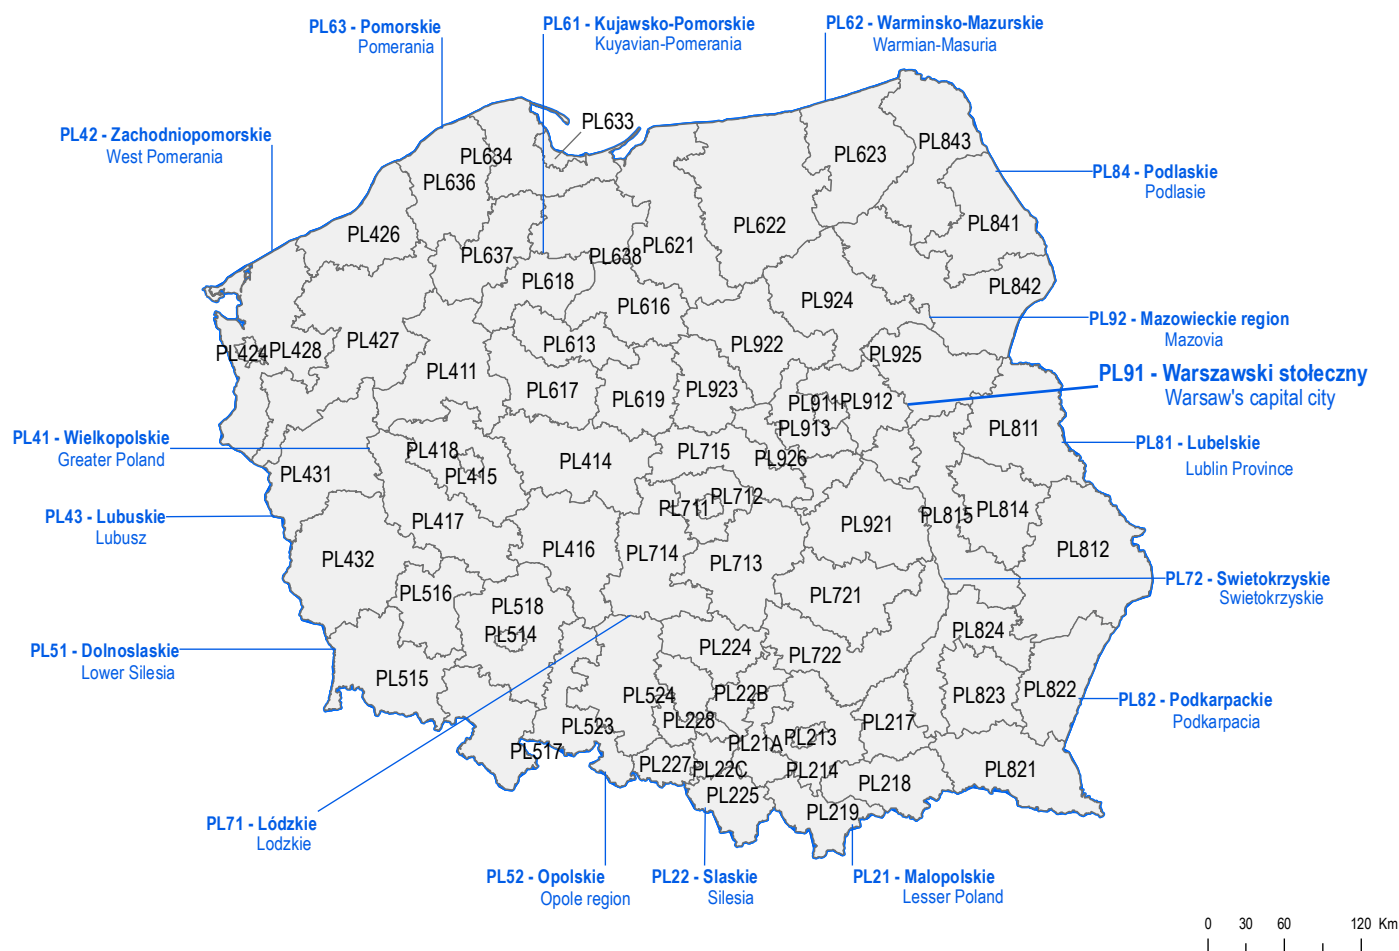 PL63 - Pomorskie
Pomerania
PL61 - Kujawsko-Pomorskie
Kuyavian-Pomerania
PL62 - Warminsko-Mazurskie
Warmian-Masuria
PL42 - Zachodniopomorskie
West Pomerania
PL84 - Podlaskie
Podlasie
PL92 - Mazowieckie region
Mazovia
PL91 - Warszawski stołeczny
Warsaw's capital city
PL41 - Wielkopolskie
Greater Poland
PL81 - Lubelskie
Lublin Province
PL43 - Lubuskie
Lubusz
PL72 - Swietokrzyskie
Swietokrzyskie
PL51 - Dolnoslaskie
Lower Silesia
PL82 - Podkarpackie
Podkarpacia
PL71 - Lódzkie
Lodzkie
PL52 - Opolskie
Opole region
PL22 - Slaskie
Silesia
PL21 - Malopolskie
Lesser Poland
PL633
PL634
PL636
PL623
PL843
PL426
PL622
PL841
PL621
PL637
PL638
PL618
PL842
PL616
PL924
PL427
PL613
PL922
PL424
PL428
PL925
PL411
PL617
PL619
PL923
PL911
PL912
PL913
PL811
PL418
PL415
PL414
PL715
PL926
PL431
PL417
PL711
PL712
PL921
PL815
PL814
PL432
PL416
PL714
PL713
PL812
PL516
PL518
PL721
PL514
PL224
PL722
PL824
PL515
PL524
PL22B
PL823
PL822
PL228
PL217
PL523
PL21A
PL213
PL517
PL227
PL22C
PL214
PL218
PL821
PL225
PL219
0 30 60 120 Km